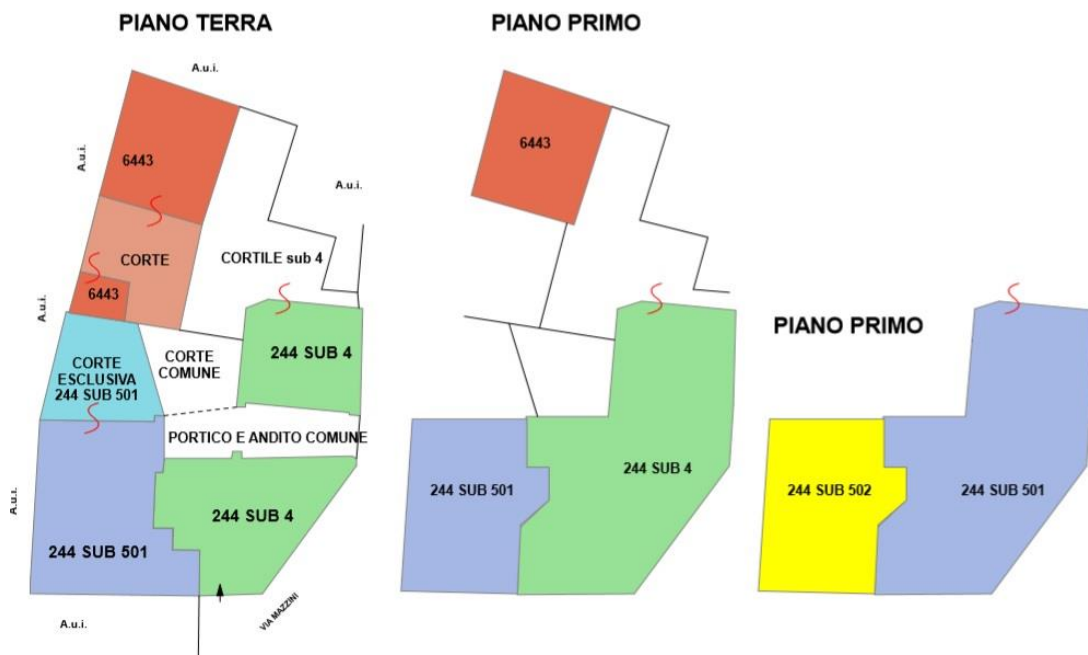 PIANO TERRA
A.u.i.
A.u.i.
A.u.i.
A.u.i.
A.u.i.
A.u.i.
6443
CORTE
6443
CORTILE sub 4
CORTE
ESCLUSIVA
244 SUB 501
CORTE
COMUNE
244 SUB 4
PORTICO E ANDITO COMUNE
244 SUB 501
244 SUB 4
VIA MAZZINI
PIANO PRIMO
6443
244 SUB 501
244 SUB 4
PIANO PRIMO
244 SUB 502
244 SUB 501